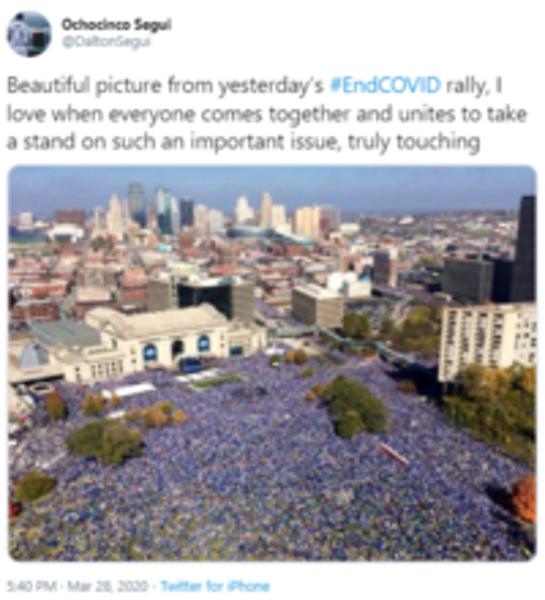 Ochocinco Segui
@DaltonSegui
Beautiful picture from yesterday's #EndCOVID rally, I
love when everyone comes together and unites to take
a stand on such an important issue, truly touching
5:40 PM · Mar 28, 2020 · Twitter for iPhone